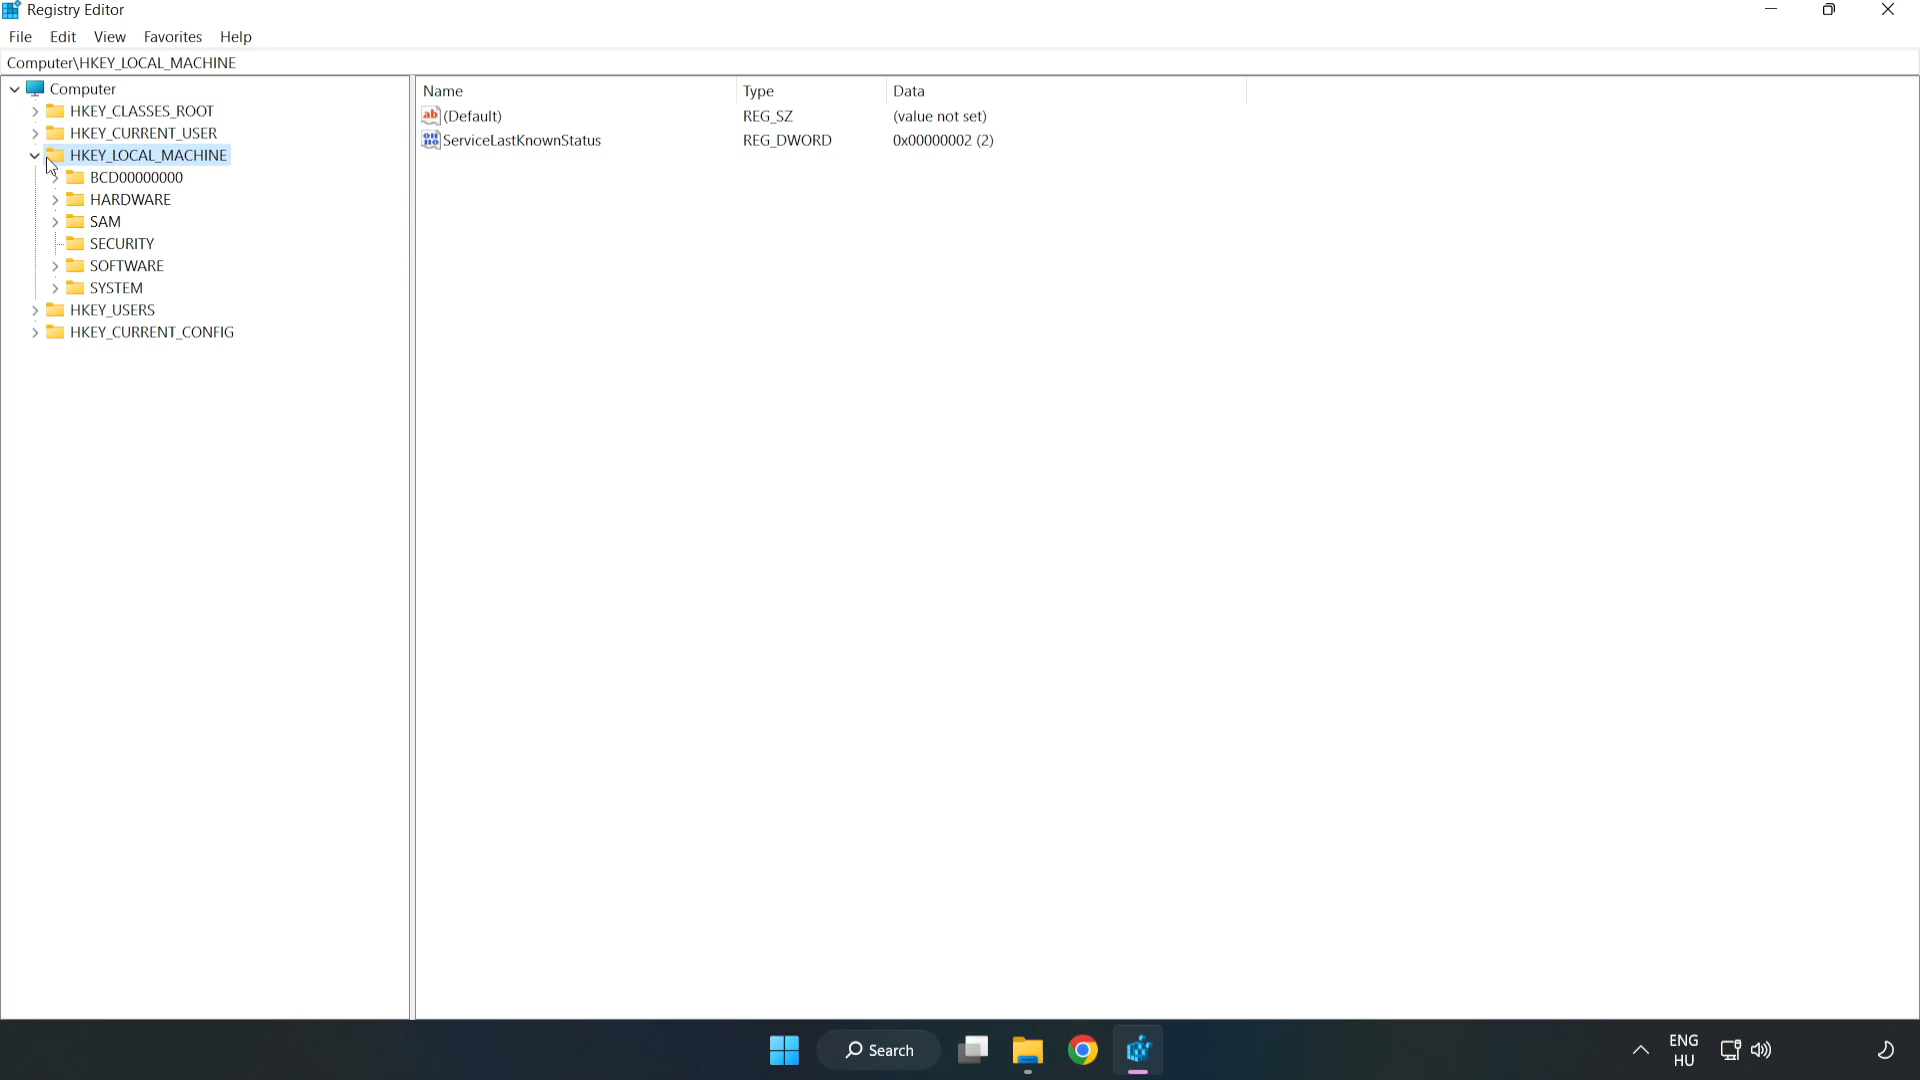 Registry Editor
File Edit View Favorites Help
Computer\HKEY_LOCAL_MACHINE
Computer
HKEY_CLASSES_ROOT
HKEY_CURRENT_USER
HKEY_LOCAL_MACHINE
BCD00000000
HARDWARE
SAM
SECURITY
SOFTWARE
SYSTEM
HKEY_USERS
HKEY_CURRENT_CONFIG
Name Type Data
(Default) REG_SZ (value not set)
ServiceLastKnownStatus REG_DWORD 0x00000002 (2)
Search
ENG
HU